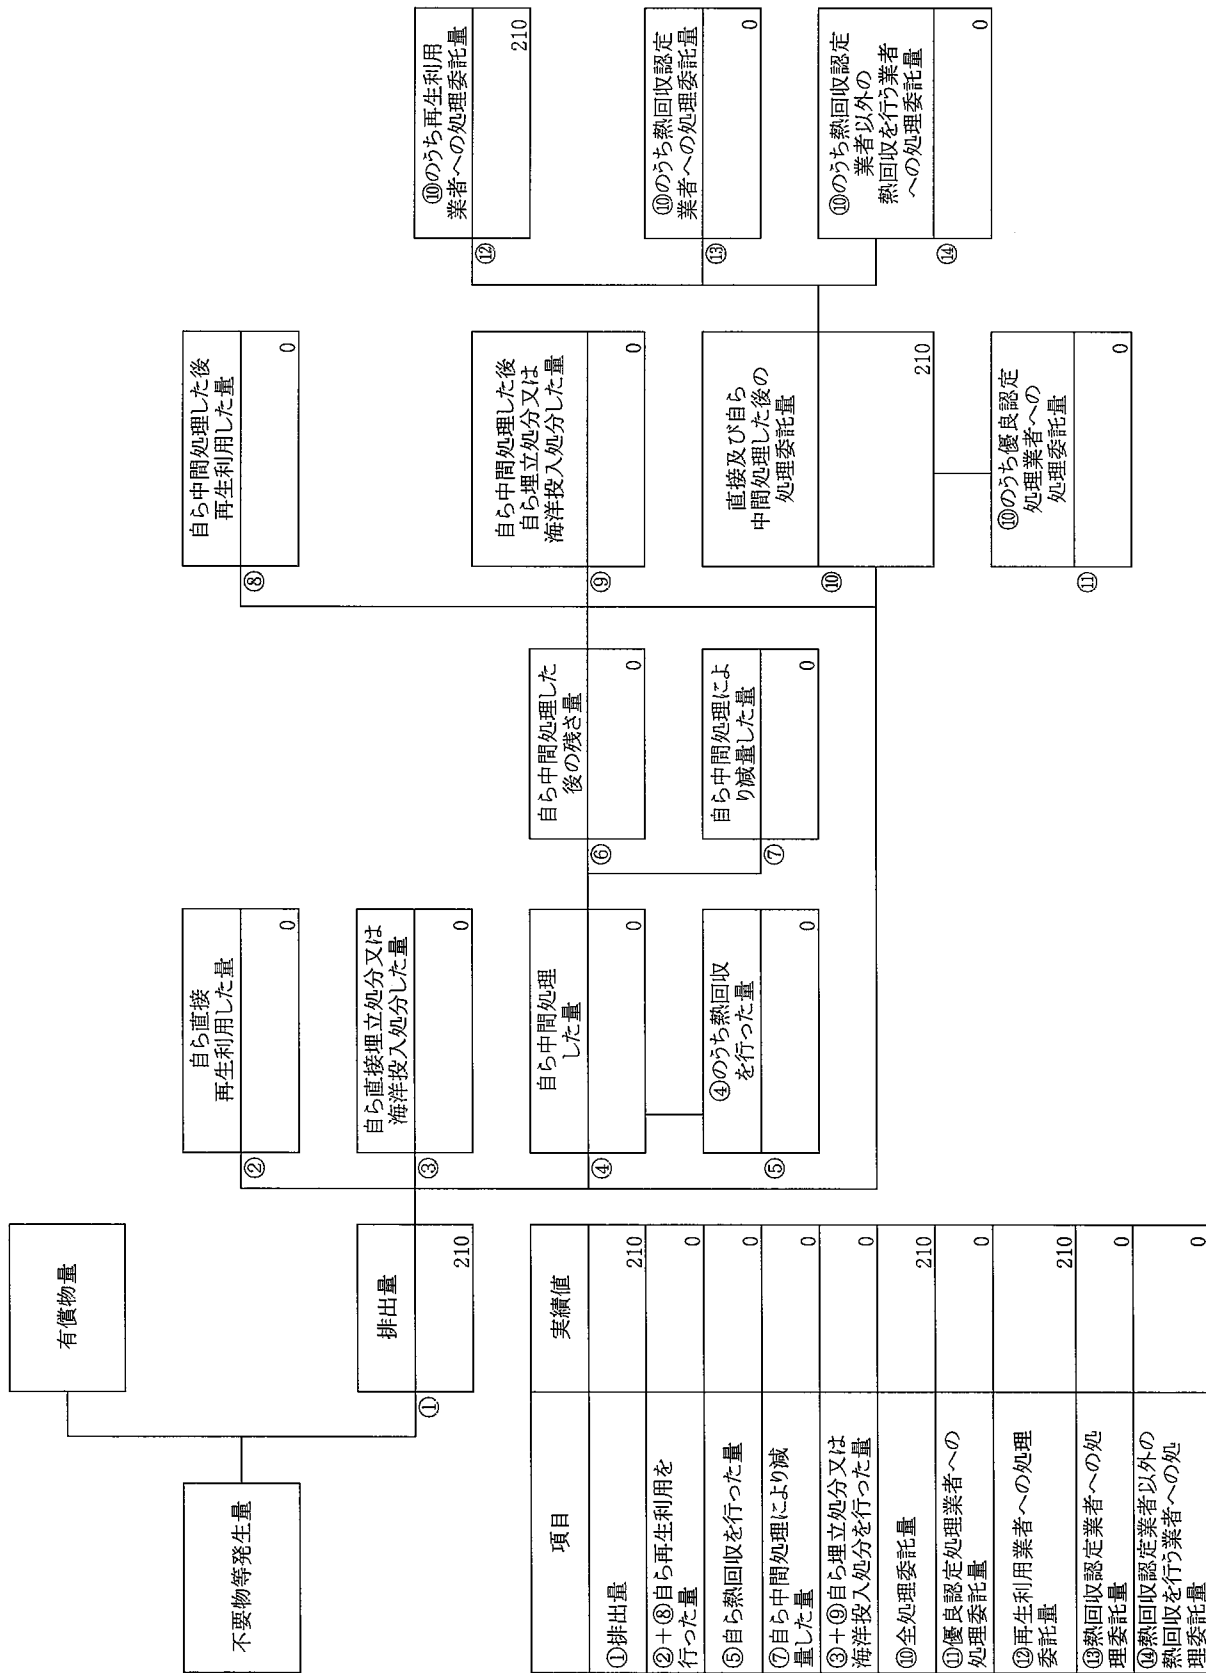 有償物量
不要物等発生量
排出量
①
210
自ら直接
再生利用した量
②
0
自ら直接埋立処分又は
海洋投入処分した量
③
0
自ら中間処理
した量
④
0
④のうち熱回収
を行った量
⑤
0
自ら中間処理した
後の残さ量
⑥
0
自ら中間処理によ
り減量した量
⑦
0
自ら中間処理した後
再生利用した量
⑧
0
自ら中間処理した後
自ら埋立処分又は
海洋投入処分した量
⑨
0
直接及び自ら
中間処理した後の
処理委託量
⑩
210
⑩のうち優良認定
処理業者への
処理委託量
⑪
0
⑩のうち再生利用
業者への処理委託量
⑫
210
⑩のうち熱回収認定
業者への処理委託量
⑬
0
⑩のうち熱回収認定
業者以外の
熱回収を行う業者
への処理委託量
⑭
0
項目 実績値
①排出量 210
②+⑧自ら再生利用を
行った量 0
⑤自ら熱回収を行った量 0
⑦自ら中間処理により減
量した量 0
③+⑨自ら埋立処分又は
海洋投入処分を行った量 0
⑩全処理委託量 210
⑪優良認定処理業者への
処理委託量 0
⑫再生利用業者への処理
委託量 210
⑬熱回収認定業者への処
理委託量 0
⑭熱回収認定業者以外の
熱回収を行う業者への処
理委託量 0